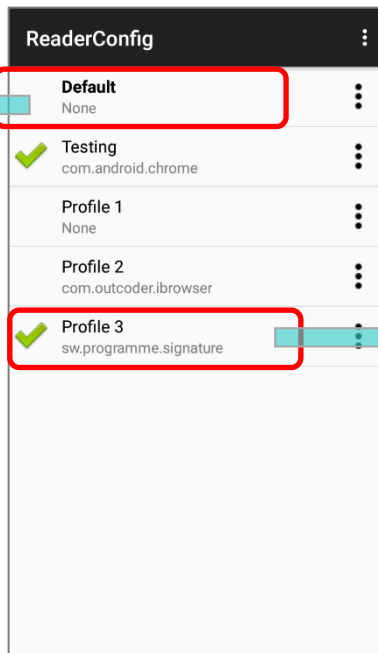 ReaderConfig
Default
None
Testing
com.android.chrome
Profile 1
None
Profile 2
com.outcoder.ibrowser
Profile 3
sw.programme.signature